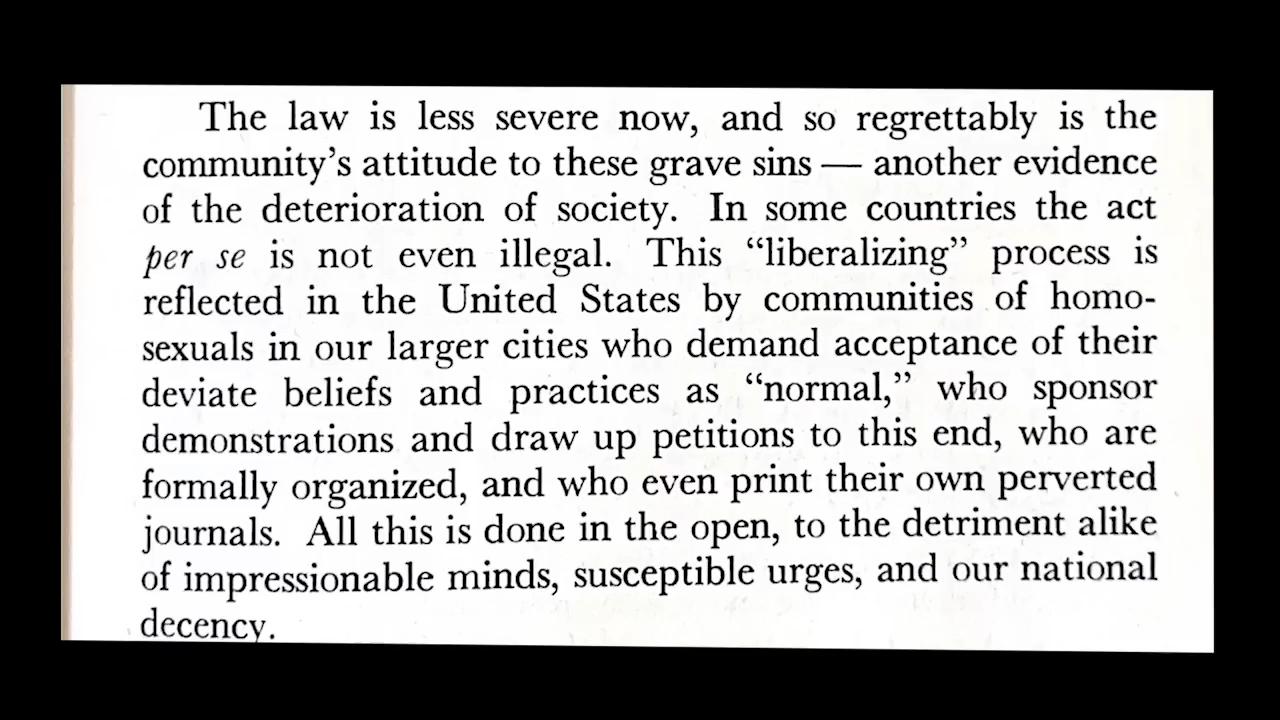 The law is less severe now, and so regrettably is the
community’s attitude to these grave sins — another evidence
of the deterioration of society. In some countries the act
per se is not even illegal. This “liberalizing” process is
reflected in the United States by communities of homo-
sexuals in our larger cities who demand acceptance of their
deviate beliefs and practices as “normal,” who sponsor
demonstrations and draw up petitions to this end, who are
formally organized, and who even print their own perverted
journals. All this is done in the open, to the detriment alike
of impressionable minds, susceptible urges, and our national
decency.